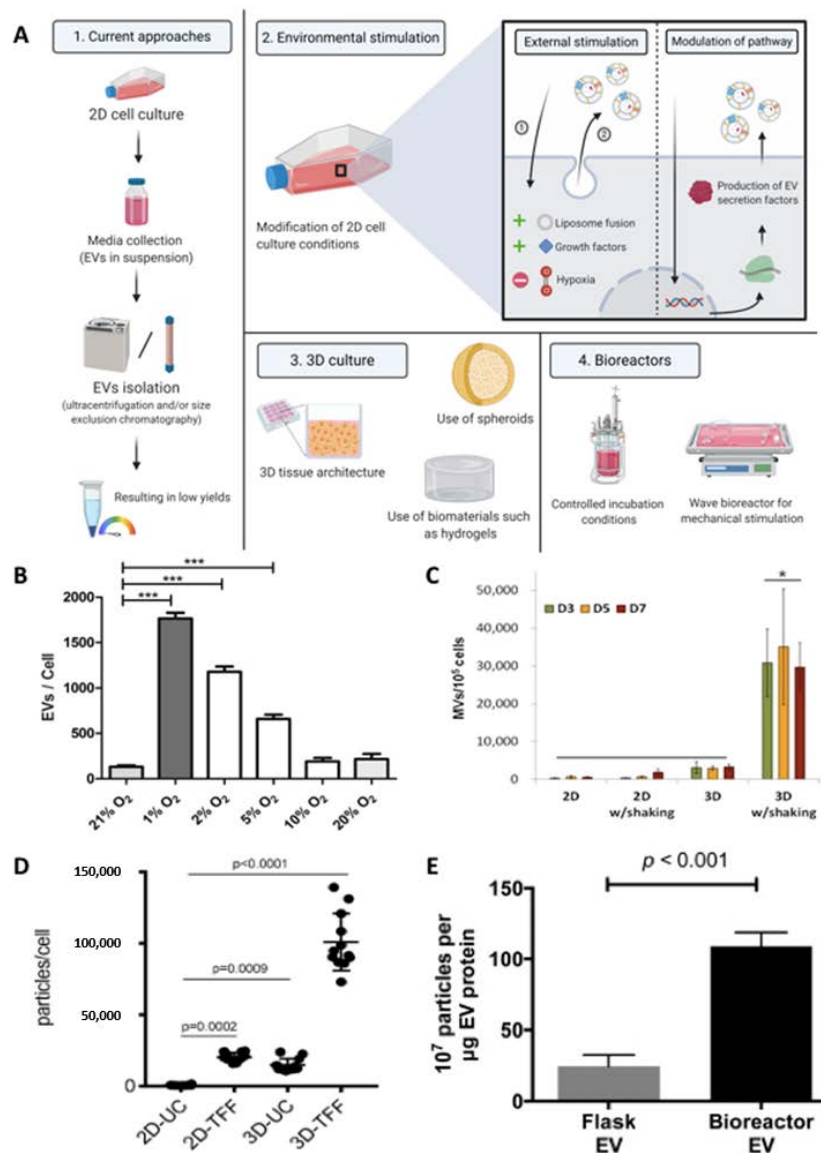 A
1. Current approaches
2D cell culture
Media collection
(EVs in suspension)
EVs isolation
(ultracentrifugation and/or size
exclusion chromatography)
Resulting in low yields
2. Environmental stimulation
Modification of 2D cell
culture conditions
External stimulation
Modulation of pathway
1
2
+ Liposome fusion
+ Growth factors
Hypoxia
Production of EV
secretion factors
3. 3D culture
Use of spheroids
3D tissue architecture
Use of biomaterials such
as hydrogels
4. Bioreactors
Controlled incubation
conditions
Wave bioreactor for
mechanical stimulation
B
***
***
***
EVs / Cell
2000
1500
1000
500
0
21% O₂
1% O₂
2% O₂
5% O₂
10% O₂
20% O₂
C
MVs/10⁵ cells
50,000
40,000
30,000
20,000
10,000
0
D3 D5 D7
*
2D
2D
w/shaking
3D
3D
w/shaking
D
particles/cell
150,000
100,000
50,000
0
p<0.0001
p=0.0009
p=0.0002
2D-UC
2D-TFF
3D-UC
3D-TFF
E
p < 0.001
10⁷ particles per
µg EV protein
150
100
50
0
Flask
EV
Bioreactor
EV